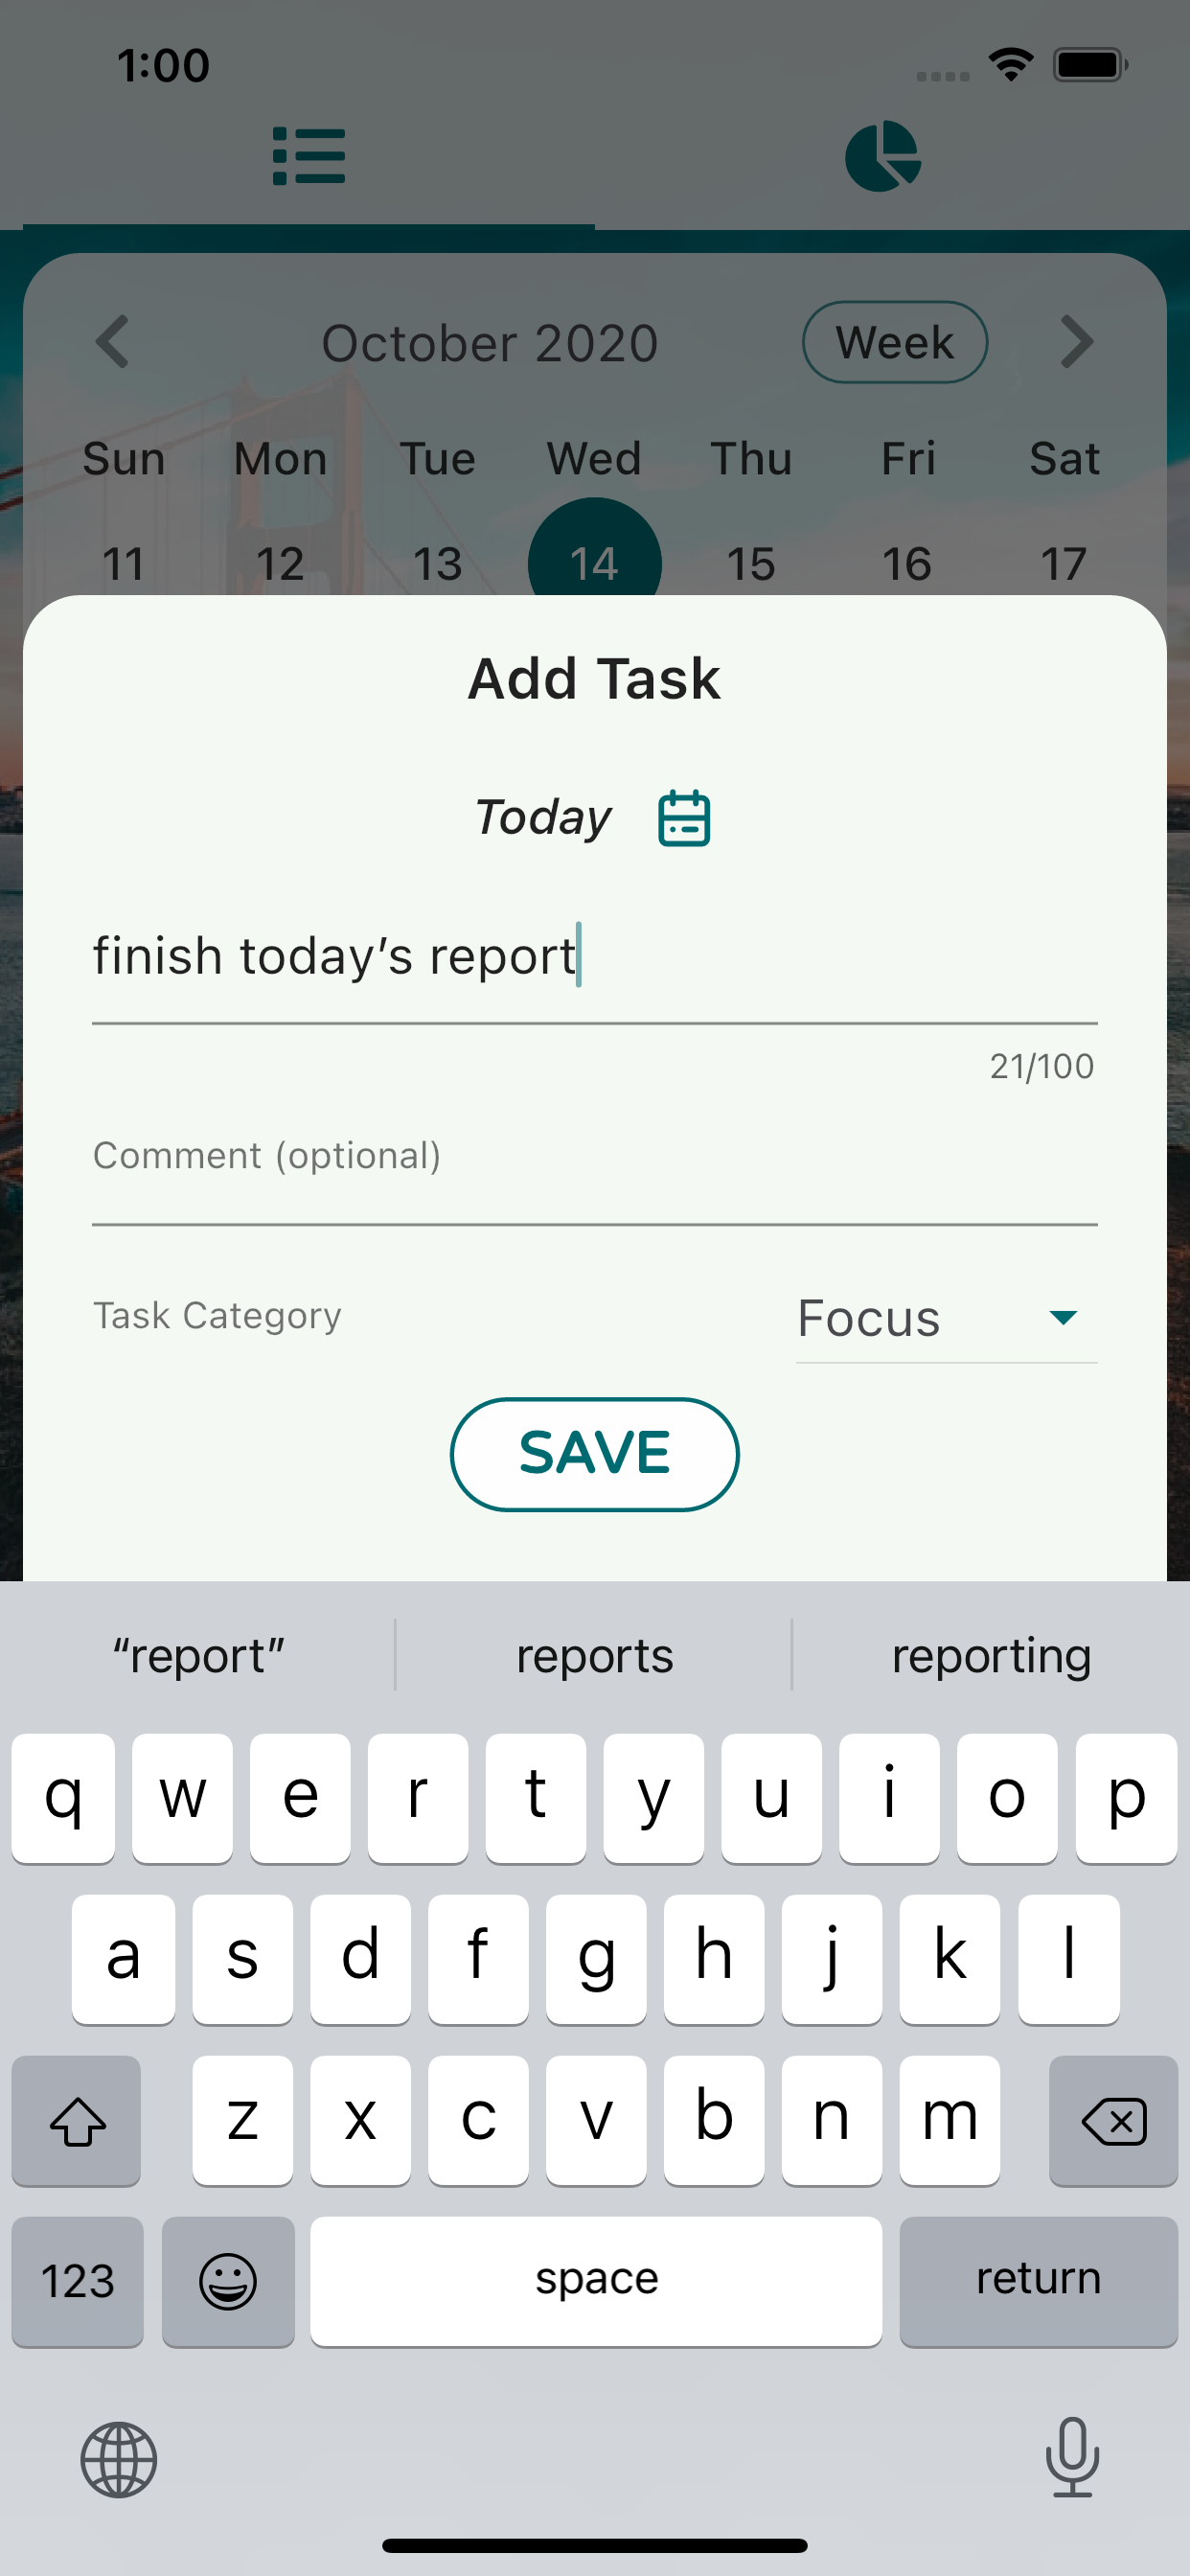 1:00
October 2020 Week
Sun Mon Tue Wed Thu Fri Sat
11 12 13 14 15 16 17
Add Task
Today
finish today’s report
21/100
Comment (optional)
Task Category Focus
SAVE
“report” reports reporting
q w e r t y u i o p
a s d f g h j k l
z x c v b n m
123 space return